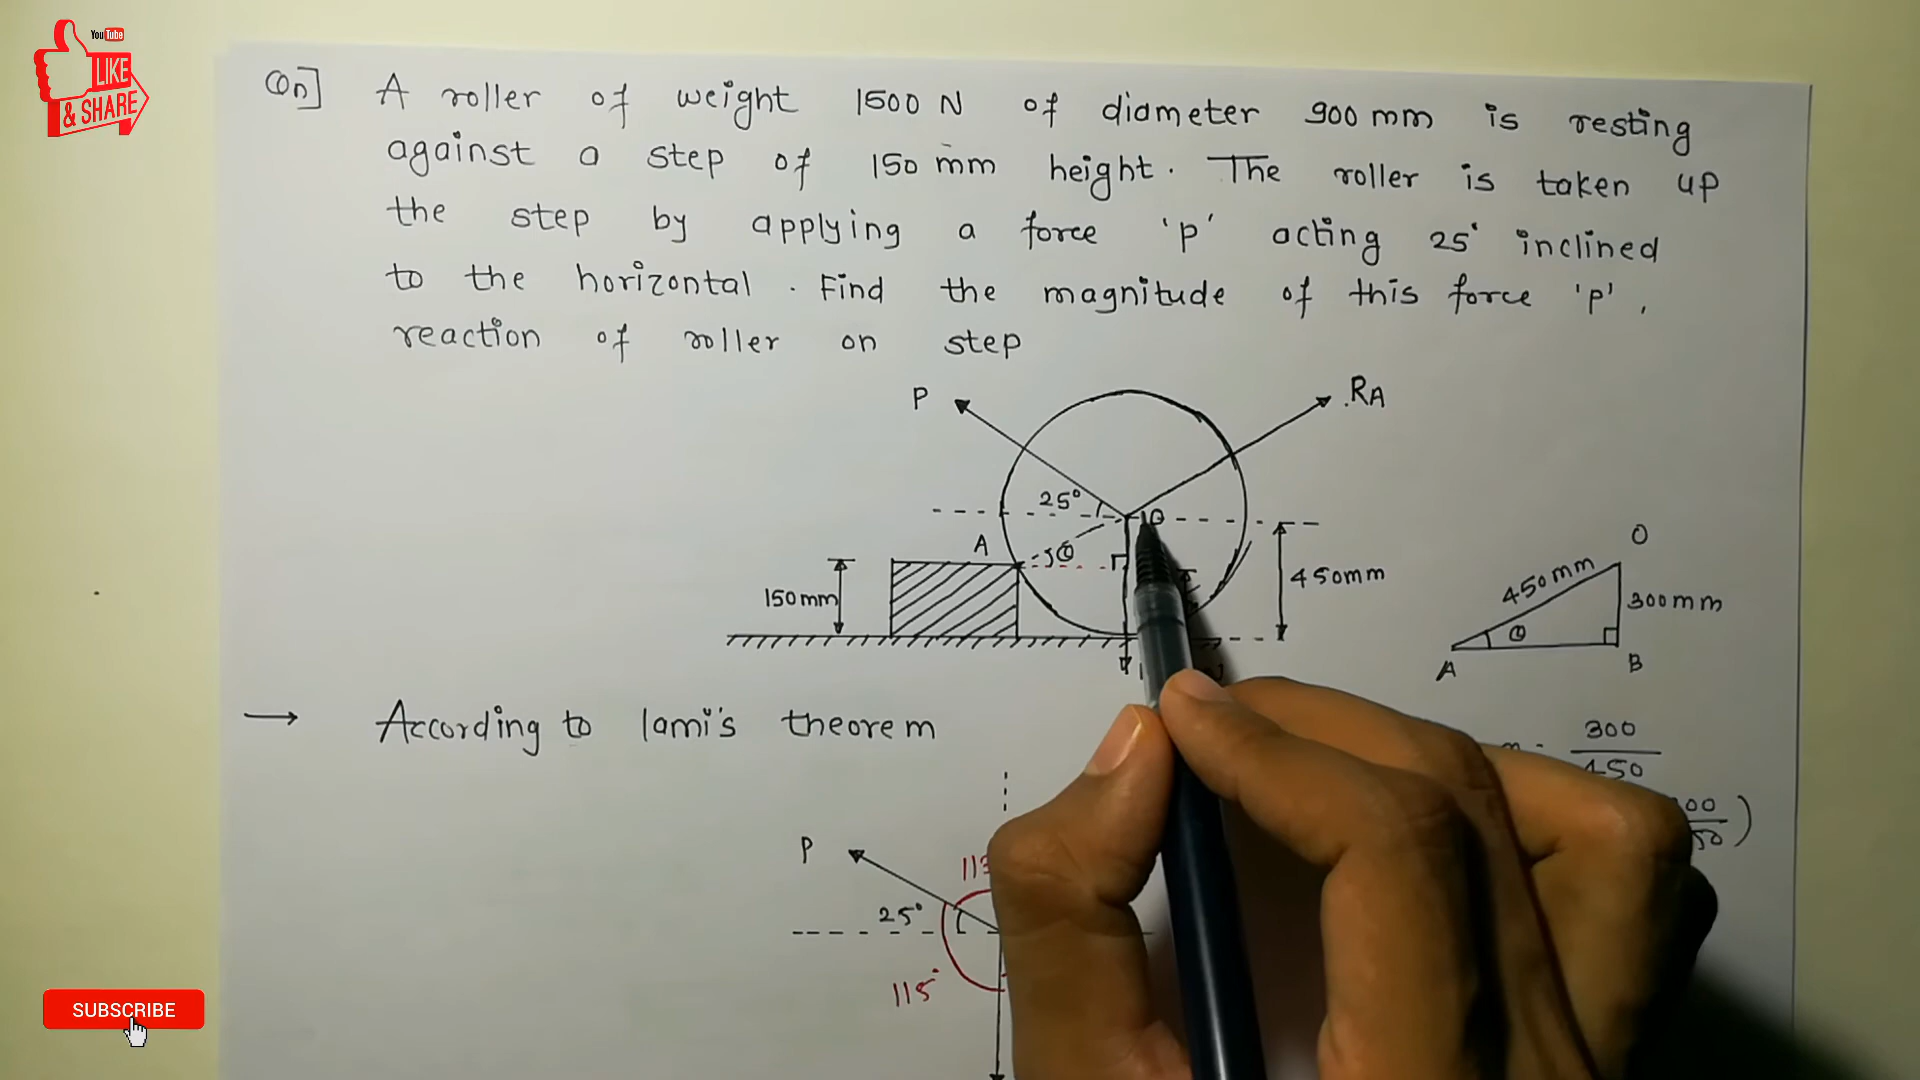 YouTube
LIKE
& SHARE
Qn] A roller of weight 1500 N of diameter 900 mm is resting
against a step of 150 mm height. The roller is taken up
the step by applying a force 'p' acting 25° inclined
to the horizontal. Find the magnitude of this force 'p',
reaction of roller on step
P
RA
25°
O
A
θ
150mm
450mm
O
450mm
300mm
θ
A
B
→ According to lami's theorem
300
450
P
25°
115°
SUBSCRIBE